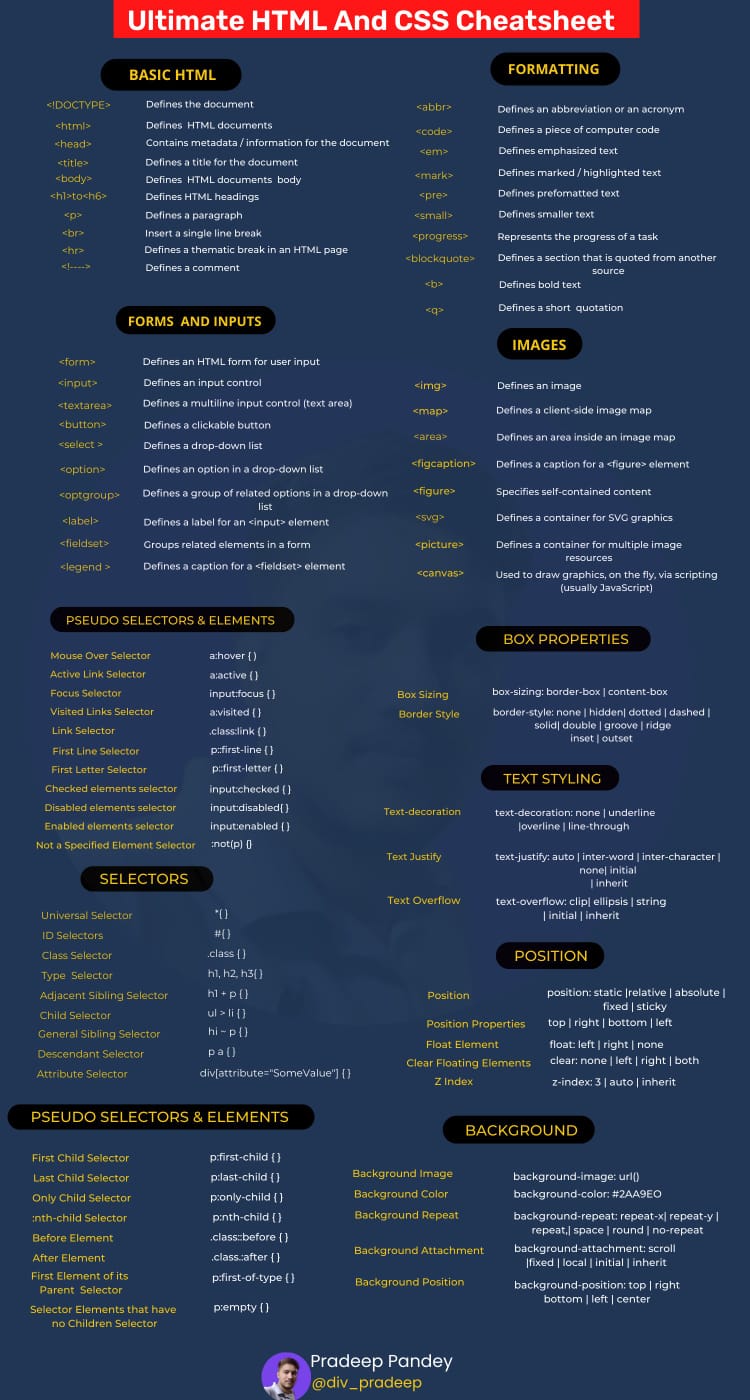 Ultimate HTML And CSS Cheatsheet
BASIC HTML
<!DOCTYPE> Defines the document
<html> Defines HTML documents
<head> Contains metadata / information for the document
<title> Defines a title for the document
<body> Defines HTML documents body
<h1>to<h6> Defines HTML headings
<p> Defines a paragraph
<br> Insert a single line break
<hr> Defines a thematic break in an HTML page
<!----> Defines a comment
FORMS AND INPUTS
<form> Defines an HTML form for user input
<input> Defines an input control
<textarea> Defines a multiline input control (text area)
<button> Defines a clickable button
<select > Defines a drop-down list
<option> Defines an option in a drop-down list
<optgroup> Defines a group of related options in a drop-down
list
<label> Defines a label for an <input> element
<fieldset> Groups related elements in a form
<legend > Defines a caption for a <fieldset> element
PSEUDO SELECTORS & ELEMENTS
Mouse Over Selector a:hover { )
Active Link Selector a:active { }
Focus Selector input:focus { }
Visited Links Selector a:visited { }
Link Selector .class:link { }
First Line Selector p::first-line { }
First Letter Selector p::first-letter { }
Checked elements selector input:checked { }
Disabled elements selector input:disabled{ }
Enabled elements selector input:enabled { }
Not a Specified Element Selector :not(p) {}
SELECTORS
Universal Selector *{ }
ID Selectors #{ }
Class Selector .class { }
Type Selector h1, h2, h3{ }
Adjacent Sibling Selector h1 + p { }
Child Selector ul > li { }
General Sibling Selector hi ~ p { }
Descendant Selector p a { }
Attribute Selector div[attribute="SomeValue"] { }
PSEUDO SELECTORS & ELEMENTS
First Child Selector p:first-child { }
Last Child Selector p:last-child { }
Only Child Selector p:only-child { }
:nth-child Selector p:nth-child { }
Before Element .class::before { }
After Element .class.:after { }
First Element of its p:first-of-type { }
Parent Selector
Selector Elements that have p:empty { }
no Children Selector
FORMATTING
<abbr> Defines an abbreviation or an acronym
<code> Defines a piece of computer code
<em> Defines emphasized text
<mark> Defines marked / highlighted text
<pre> Defines prefomatted text
<small> Defines smaller text
<progress> Represents the progress of a task
<blockquote> Defines a section that is quoted from another
source
<b> Defines bold text
<q> Defines a short quotation
IMAGES
<img> Defines an image
<map> Defines a client-side image map
<area> Defines an area inside an image map
<figcaption> Defines a caption for a <figure> element
<figure> Specifies self-contained content
<svg> Defines a container for SVG graphics
<picture> Defines a container for multiple image
resources
<canvas> Used to draw graphics, on the fly, via scripting
(usually JavaScript)
BOX PROPERTIES
Box Sizing box-sizing: border-box | content-box
Border Style border-style: none | hidden| dotted | dashed |
solid| double | groove | ridge
inset | outset
TEXT STYLING
Text-decoration text-decoration: none | underline
|overline | line-through
Text Justify text-justify: auto | inter-word | inter-character |
none| initial
| inherit
Text Overflow text-overflow: clip| ellipsis | string
| initial | inherit
POSITION
Position position: static |relative | absolute |
fixed | sticky
Position Properties top | right | bottom | left
Float Element float: left | right | none
Clear Floating Elements clear: none | left | right | both
Z Index z-index: 3 | auto | inherit
BACKGROUND
Background Image background-image: url()
Background Color background-color: #2AA9EO
Background Repeat background-repeat: repeat-x| repeat-y |
repeat,| space | round | no-repeat
Background Attachment background-attachment: scroll
|fixed | local | initial | inherit
Background Position background-position: top | right
bottom | left | center
Pradeep Pandey
@div_pradeep